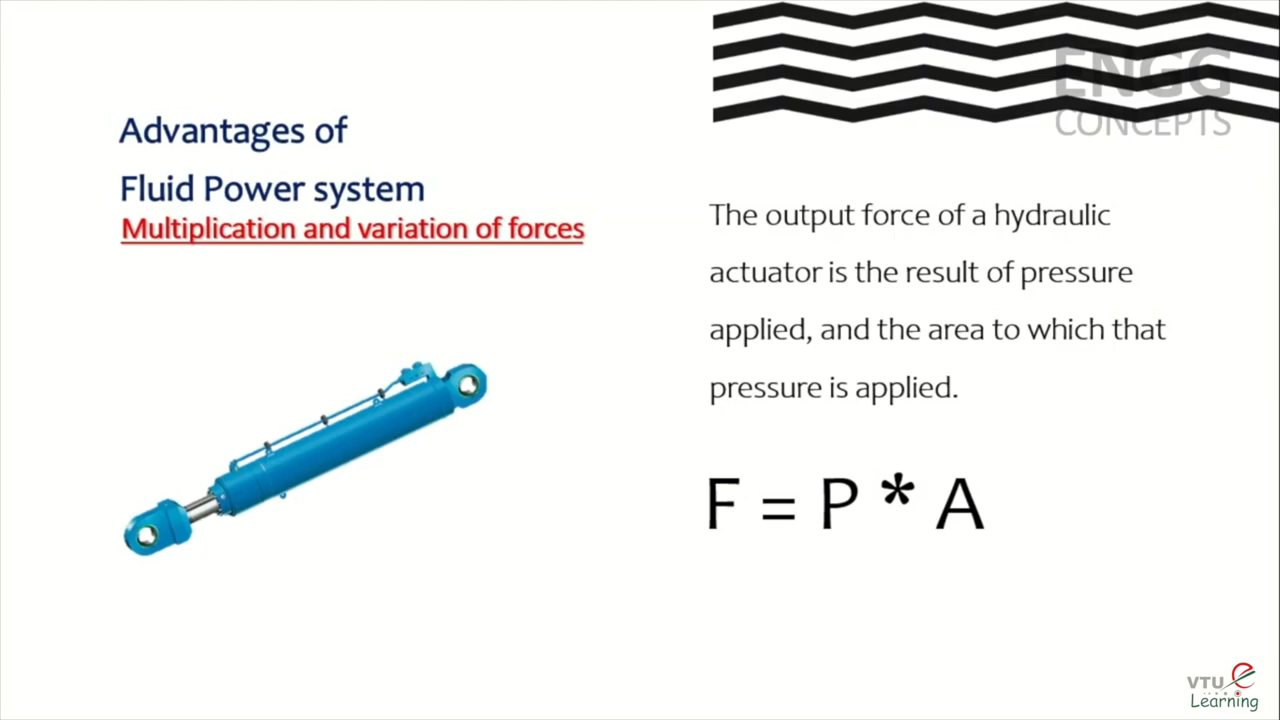 Advantages of
Fluid Power system
Multiplication and variation of forces
ENGG
CONCEPTS
The output force of a hydraulic
actuator is the result of pressure
applied, and the area to which that
pressure is applied.
F = P * A
VTU e
Learning